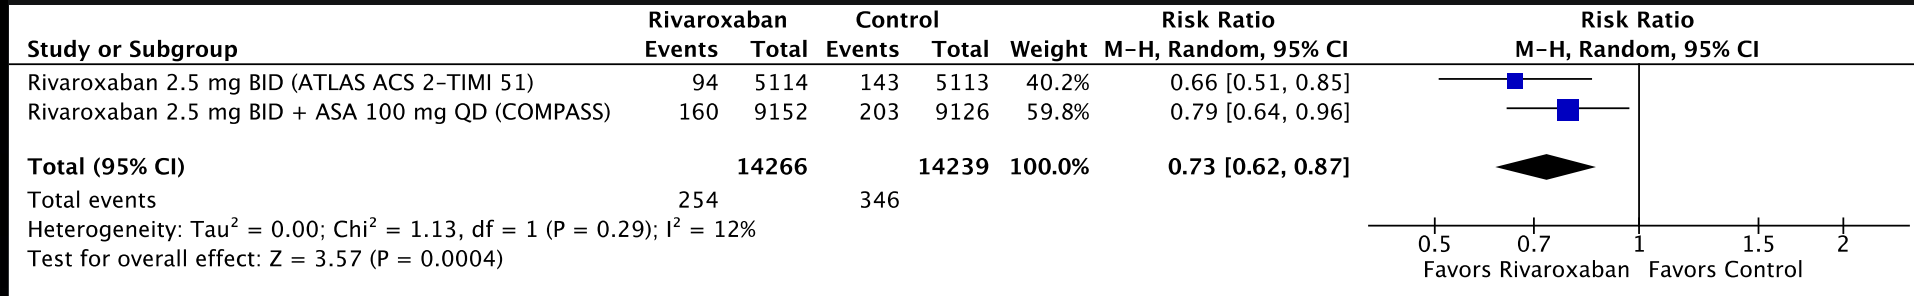 Rivaroxaban Control Risk Ratio Risk Ratio
Study or Subgroup Events Total Events Total Weight M-H, Random, 95% CI M-H, Random, 95% CI
Rivaroxaban 2.5 mg BID (ATLAS ACS 2-TIMI 51) 94 5114 143 5113 40.2% 0.66 [0.51, 0.85]
Rivaroxaban 2.5 mg BID + ASA 100 mg QD (COMPASS) 160 9152 203 9126 59.8% 0.79 [0.64, 0.96]
Total (95% CI) 14266 14239 100.0% 0.73 [0.62, 0.87]
Total events 254 346
Heterogeneity: Tau² = 0.00; Chi² = 1.13, df = 1 (P = 0.29); I² = 12%
Test for overall effect: Z = 3.57 (P = 0.0004)
0.5 0.7 1 1.5 2
Favors Rivaroxaban Favors Control